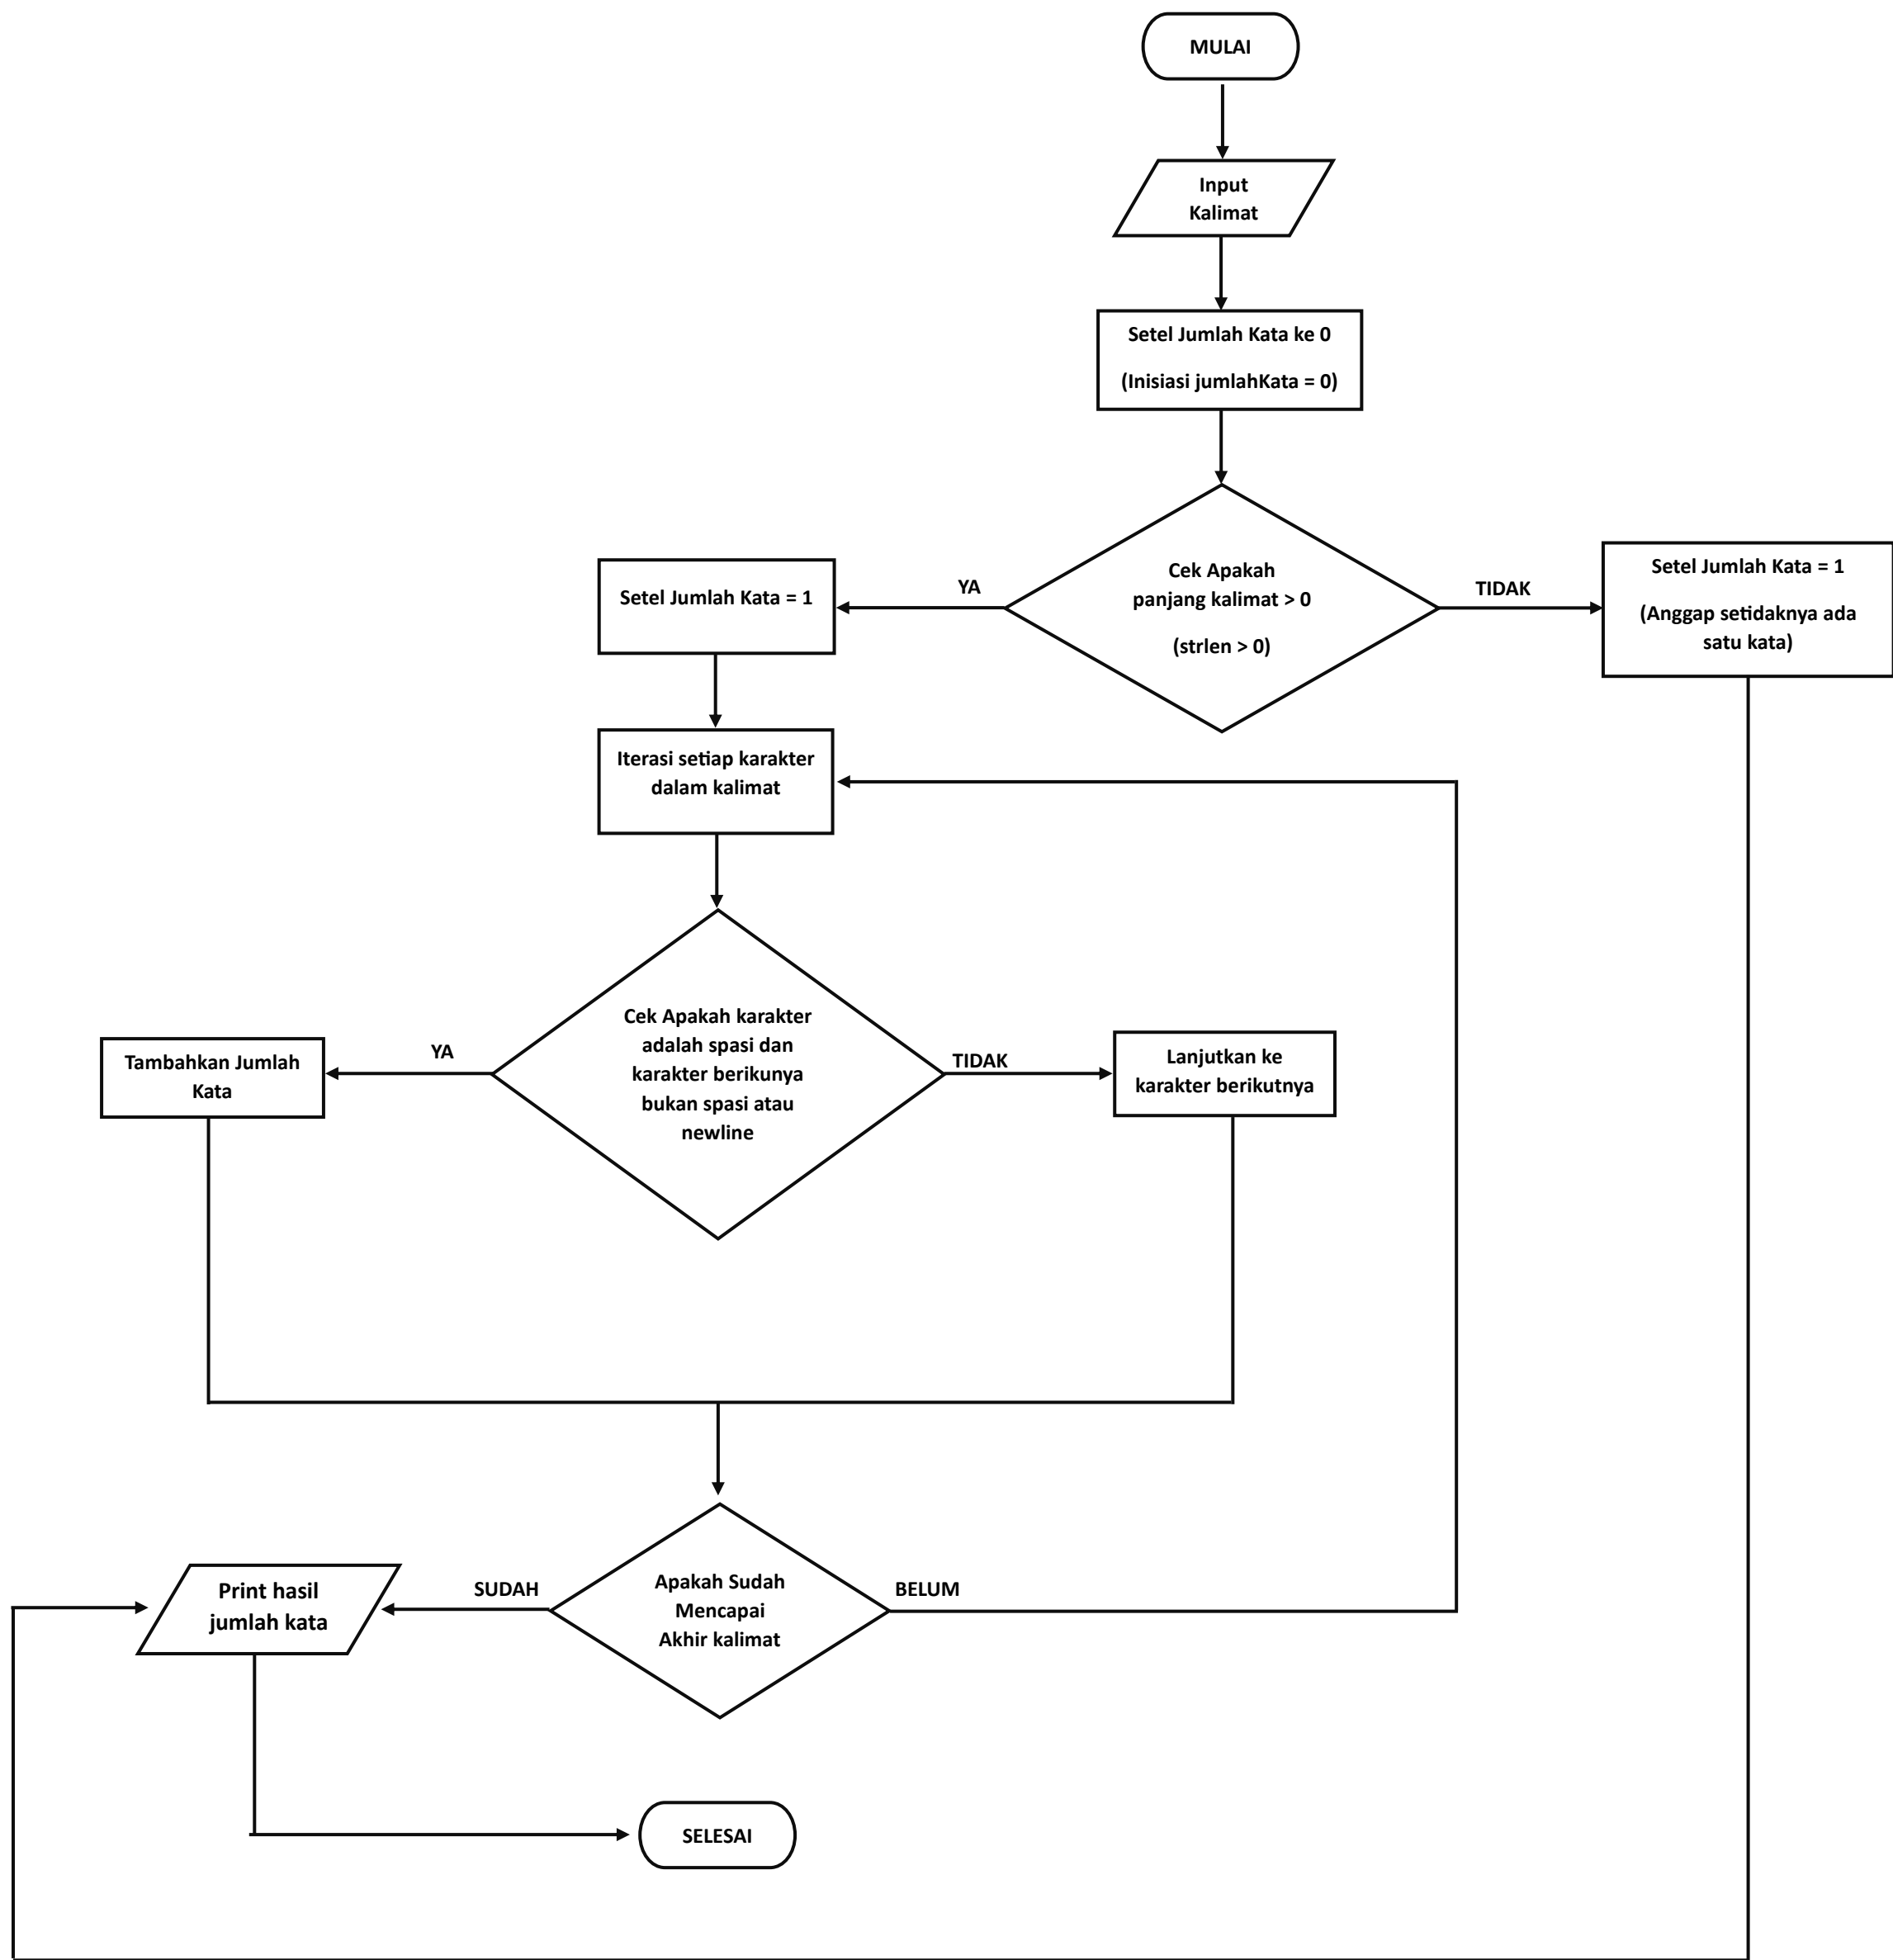 MULAI
Input
Kalimat
Setel Jumlah Kata ke 0
(Inisiasi jumlahKata = 0)
Cek Apakah
panjang kalimat > 0
(strlen > 0)
YA
TIDAK
Setel Jumlah Kata = 1
Setel Jumlah Kata = 1
(Anggap setidaknya ada
satu kata)
Iterasi setiap karakter
dalam kalimat
Cek Apakah karakter
adalah spasi dan
karakter berikunya
bukan spasi atau
newline
YA
TIDAK
Tambahkan Jumlah
Kata
Lanjutkan ke
karakter berikutnya
Apakah Sudah
Mencapai
Akhir kalimat
SUDAH
BELUM
Print hasil
jumlah kata
SELESAI